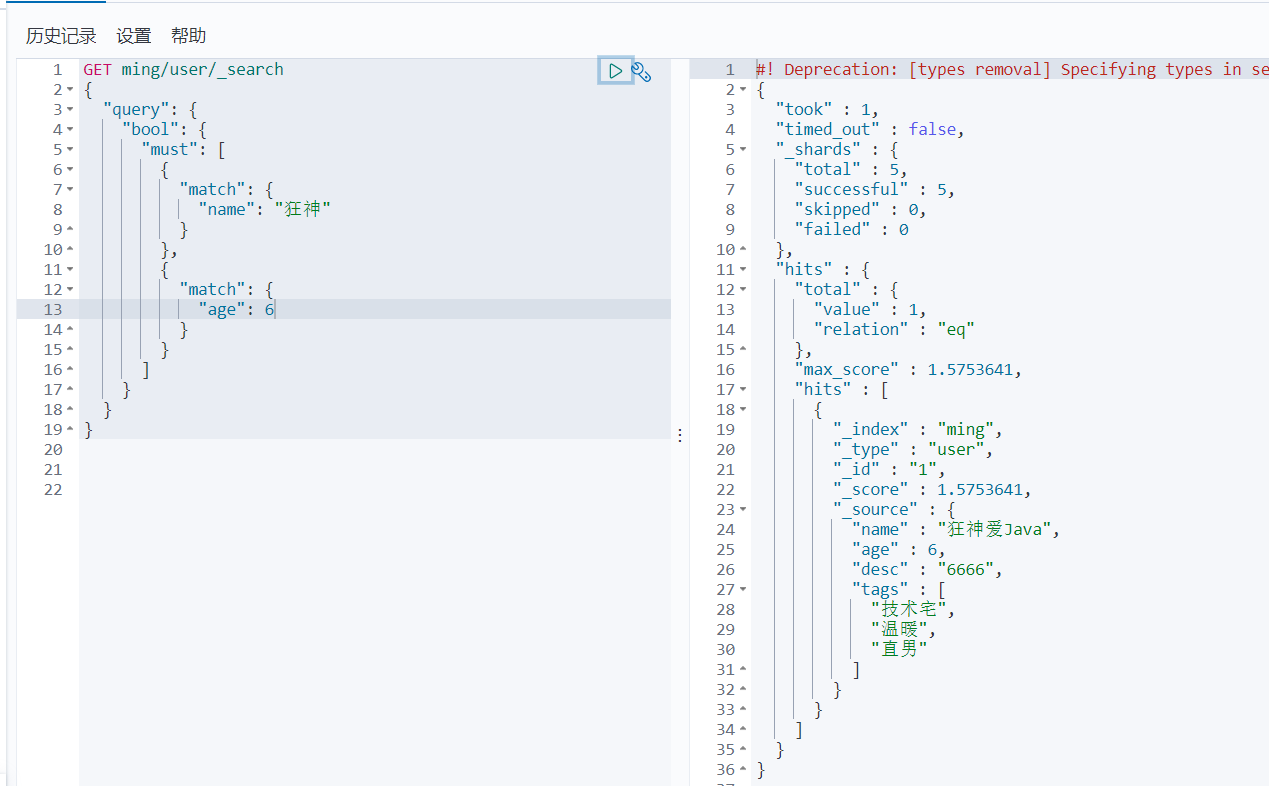 历史记录 设置 帮助
1 GET ming/user/_search
2 {
3 "query": {
4 "bool": {
5 "must": [
6 {
7 "match": {
8 "name": "狂神"
9 }
10 },
11 {
12 "match": {
13 "age": 6
14 }
15 }
16 ]
17 }
18 }
19 }
20
21
22
1 #! Deprecation: [types removal] Specifying types in se
2 {
3 "took" : 1,
4 "timed_out" : false,
5 "_shards" : {
6 "total" : 5,
7 "successful" : 5,
8 "skipped" : 0,
9 "failed" : 0
10 },
11 "hits" : {
12 "total" : {
13 "value" : 1,
14 "relation" : "eq"
15 },
16 "max_score" : 1.5753641,
17 "hits" : [
18 {
19 "_index" : "ming",
20 "_type" : "user",
21 "_id" : "1",
22 "_score" : 1.5753641,
23 "_source" : {
24 "name" : "狂神爱Java",
25 "age" : 6,
26 "desc" : "6666",
27 "tags" : [
28 "技术宅",
29 "温暖",
30 "直男"
31 ]
32 }
33 }
34 ]
35 }
36 }